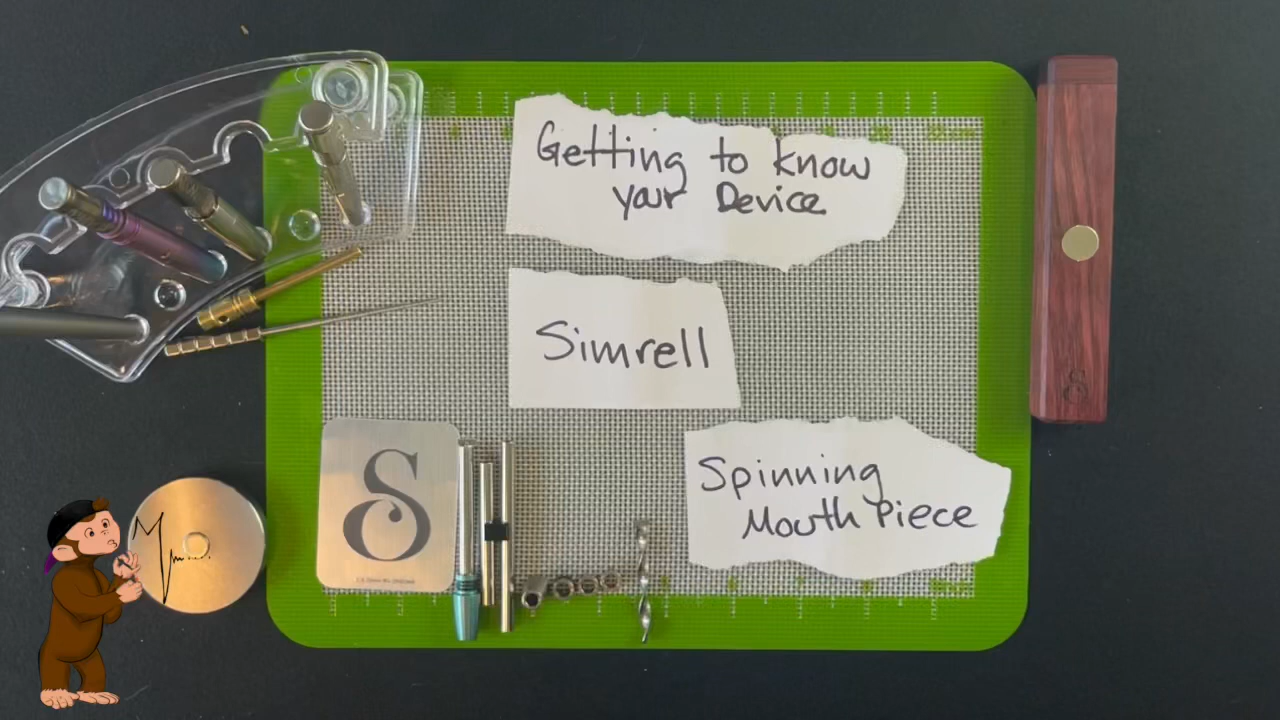 Getting to know
your Device
Simrell
Spinning
Mouth Piece
S
S